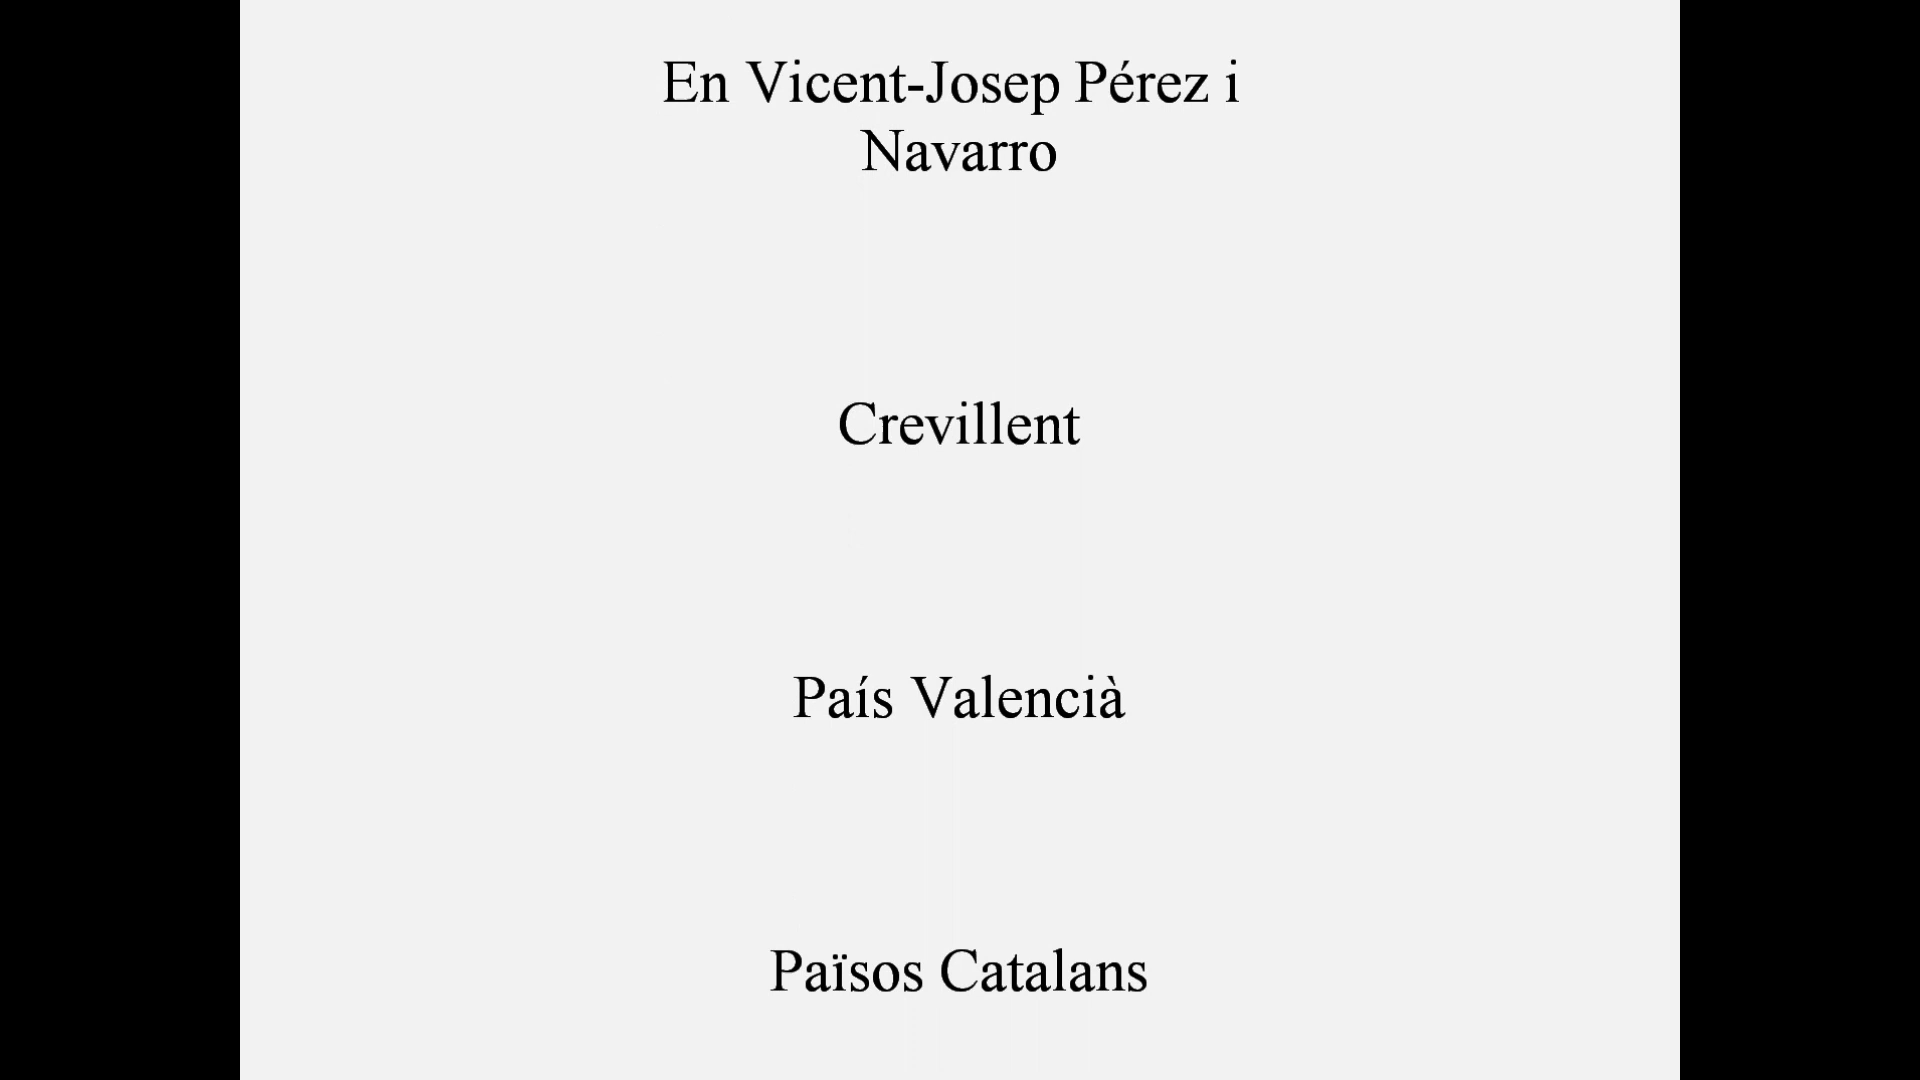 En Vicent-Josep Pérez i
Navarro
Crevillent
País Valencià
Països Catalans